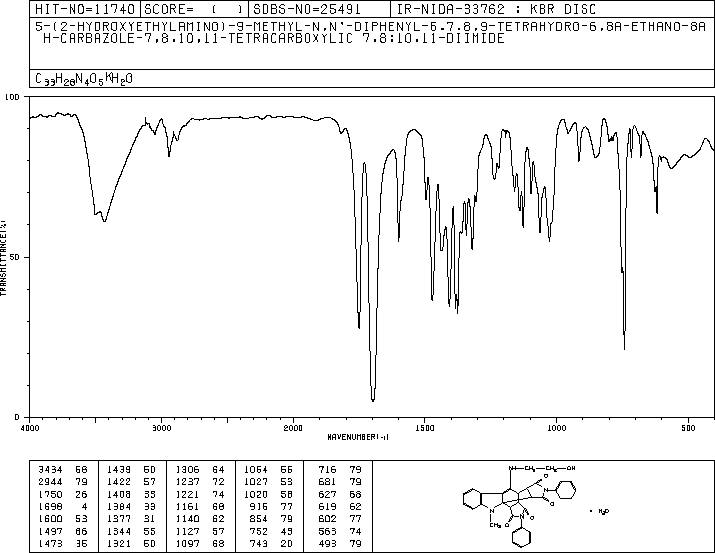 HIT-NO=11740 SCORE= ( ) SDBS-NO=25491 IR-NIDA-33762 : KBR DISC
5-(2-HYDROXYETHYLAMINO)-9-METHYL-N,N'-DIPHENYL-6,7,8,9-TETRAHYDRO-6,8A-ETHANO-8A
H-CARBAZOLE-7,8,10,11-TETRACARBOXYLIC 7,8:10,11-DIIMIDE
C33H28N4O5·H2O
100
50
0
TRANSMITTANCE(%)
4000 3000 2000 1500 1000 500
WAVENUMBER(-1)
3434 58 1439 50 1306 64 1064 55 716 79
2944 79 1422 57 1237 72 1027 53 681 79
1750 26 1408 33 1221 74 1020 58 627 68
1698 4 1384 33 1161 68 916 77 619 62
1600 53 1377 31 1140 62 854 79 602 77
1497 66 1344 55 1127 57 752 43 563 74
1473 35 1321 50 1097 68 743 20 493 79
NH CH2 CH2 OH
N
O
O
N
CH3
O
N
O
• H2O